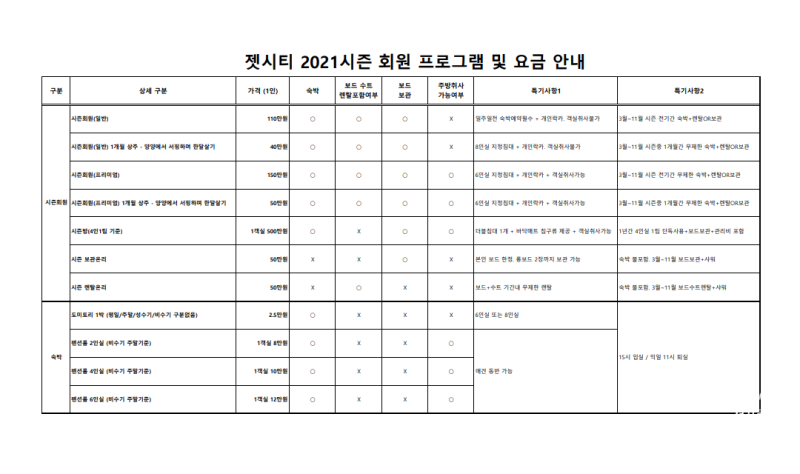 젯시티 2021시즌 회원 프로그램 및 요금 안내
구분 상세 구분 가격 (1인) 숙박 보드 수트 렌탈포함여부 보드 보관 주방취사 가능여부 특기사항1 특기사항2
시즌회원
시즌회원(일반) 110만원 ○ ○ ○ X 일주일전 숙박예약필수 + 개인락카. 객실취사불가 3월~11월 시즌 전기간 숙박+렌탈OR보관
시즌회원(일반) 1개월 상주 - 양양에서 서핑하며 한달살기 40만원 ○ ○ ○ X 8인실 지정침대 + 개인락카. 객실취사불가 3월~11월 시즌중 1개월간 무제한 숙박+렌탈OR보관
시즌회원(프리미엄) 150만원 ○ ○ ○ ○ 6인실 지정침대 + 개인락카 + 객실취사가능 3월~11월 시즌 전기간 무제한 숙박+렌탈OR보관
시즌회원(프리미엄) 1개월 상주 - 양양에서 서핑하며 한달살기 50만원 ○ ○ ○ ○ 6인실 지정침대 + 개인락카 + 객실취사가능 3월~11월 시즌중 1개월간 무제한 숙박+렌탈OR보관
시즌방(4인1팀 기준) 1객실 500만원 ○ X ○ ○ 더블침대 1개 + 바닥매트 침구류 제공 + 객실취사가능 1년간 4인실 1팀 단독사용+보드보관+관리비 포함
시즌 보관온리 50만원 X X ○ X 본인 보드 한정. 롱보드 2점까지 보관 가능 숙박 불포함. 3월~11월 보드보관+샤워
시즌 렌탈온리 50만원 X ○ X X 보드+수트 기간내 무제한 렌탈 숙박 불포함. 3월~11월 보드수트렌탈+샤워
숙박
도미토리 1박 (평일/주말/성수기/비수기 구분없음) 2.5만원 ○ X X X 6인실 또는 8인실
펜션룸 2인실 (비수기 주말기준) 1객실 8만원 ○ X X ○
펜션룸 4인실 (비수기 주말기준) 1객실 10만원 ○ X X ○ 애견 동반 가능
펜션룸 6인실 (비수기 주말기준) 1객실 12만원 ○ X X ○
15시 입실 / 익일 11시 퇴실